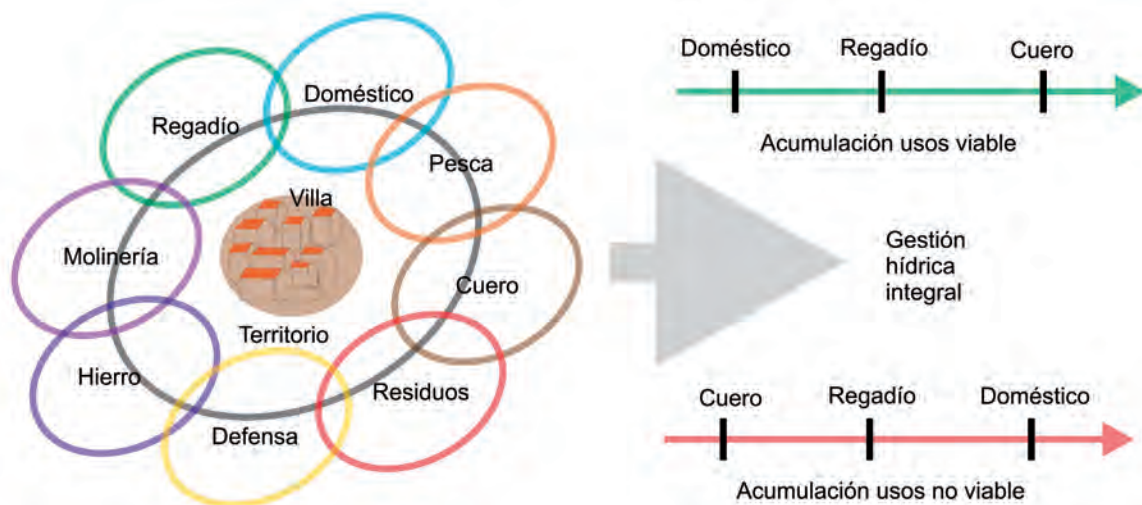 Doméstico
Regadío
Pesca
Villa
Molinería
Cuero
Territorio
Hierro
Residuos
Defensa
Doméstico Regadío Cuero
Acumulación usos viable
Gestión
hídrica
integral
Cuero Regadío Doméstico
Acumulación usos no viable